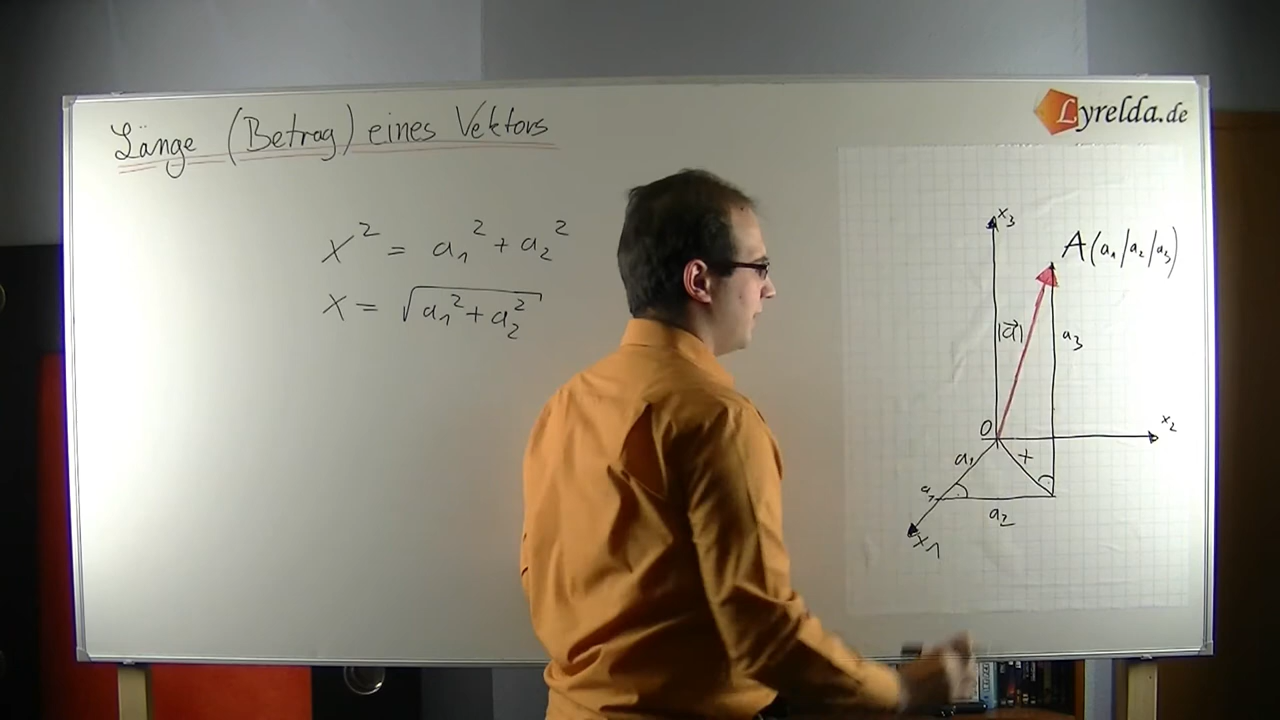 Länge (Betrag) eines Vektors
Lyrelda.de
x² = a₁² + a₂²
x = √a₁² + a₂²
x₃
A(a₁/a₂/a₃)
|a⃗|
a₃
x₂
O
a₁
x
a₁
a₂
x₁